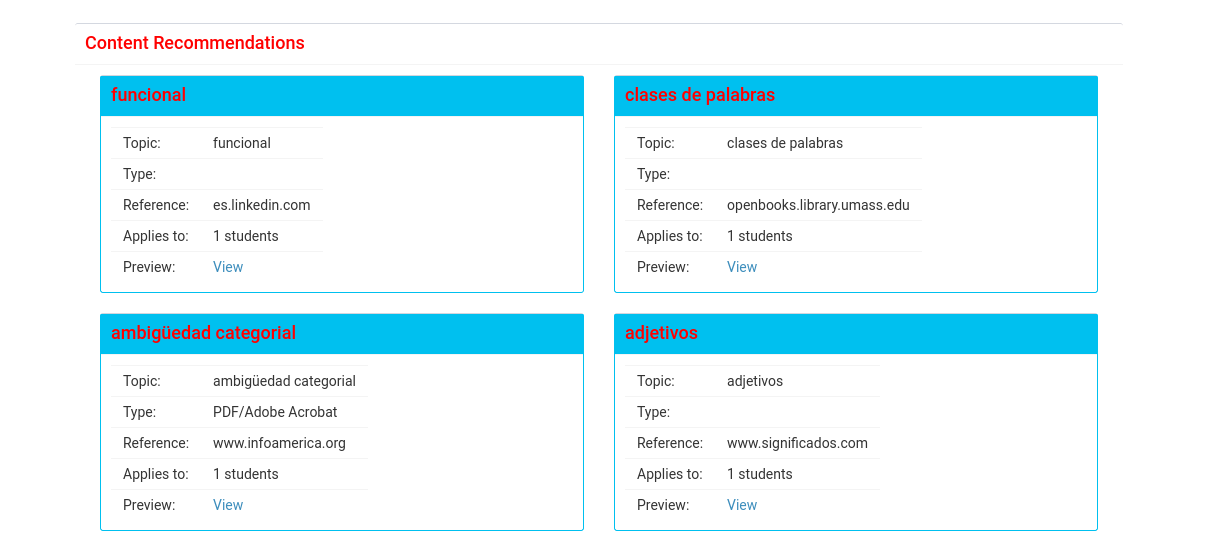 Content Recommendations
funcional
Topic: funcional
Type:
Reference: es.linkedin.com
Applies to: 1 students
Preview: View
clases de palabras
Topic: clases de palabras
Type:
Reference: openbooks.library.umass.edu
Applies to: 1 students
Preview: View
ambigüedad categorial
Topic: ambigüedad categorial
Type: PDF/Adobe Acrobat
Reference: www.infoamerica.org
Applies to: 1 students
Preview: View
adjetivos
Topic: adjetivos
Type:
Reference: www.significados.com
Applies to: 1 students
Preview: View